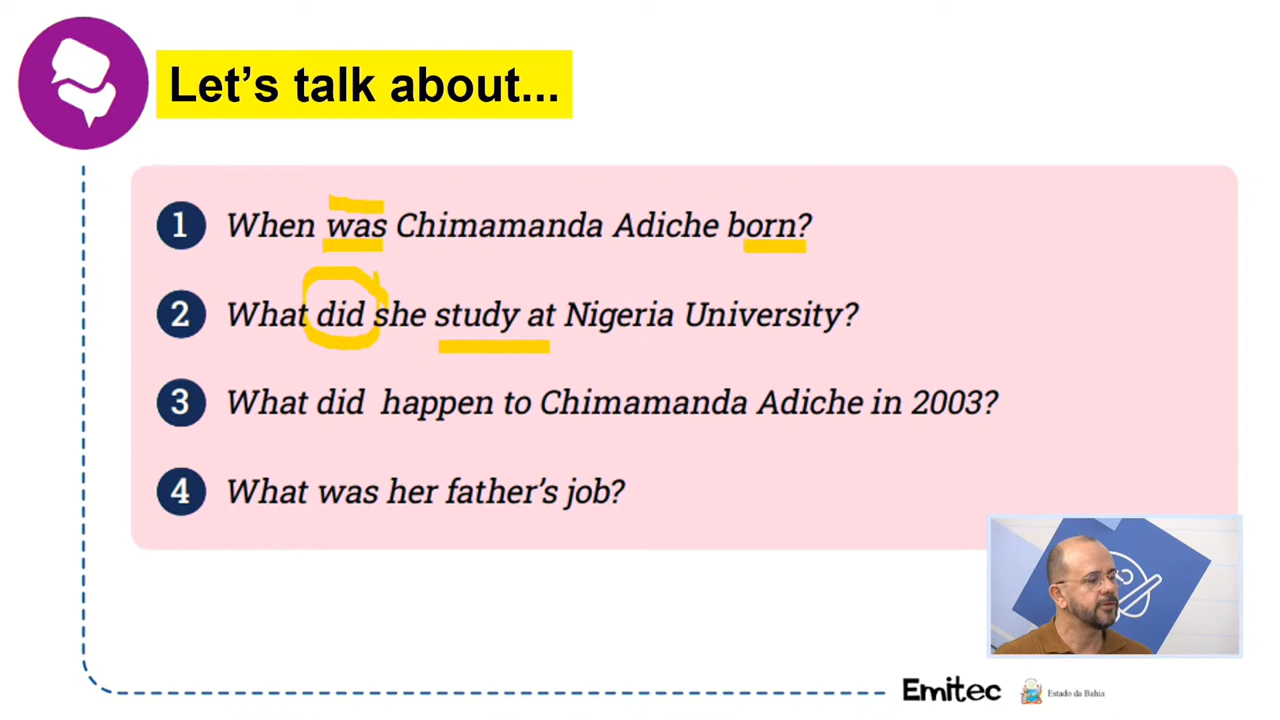 Let's talk about...
1 When was Chimamanda Adiche born?
2 What did she study at Nigeria University?
3 What did  happen to Chimamanda Adiche in 2003?
4 What was her father's job?
Emitec Estado da Bahia